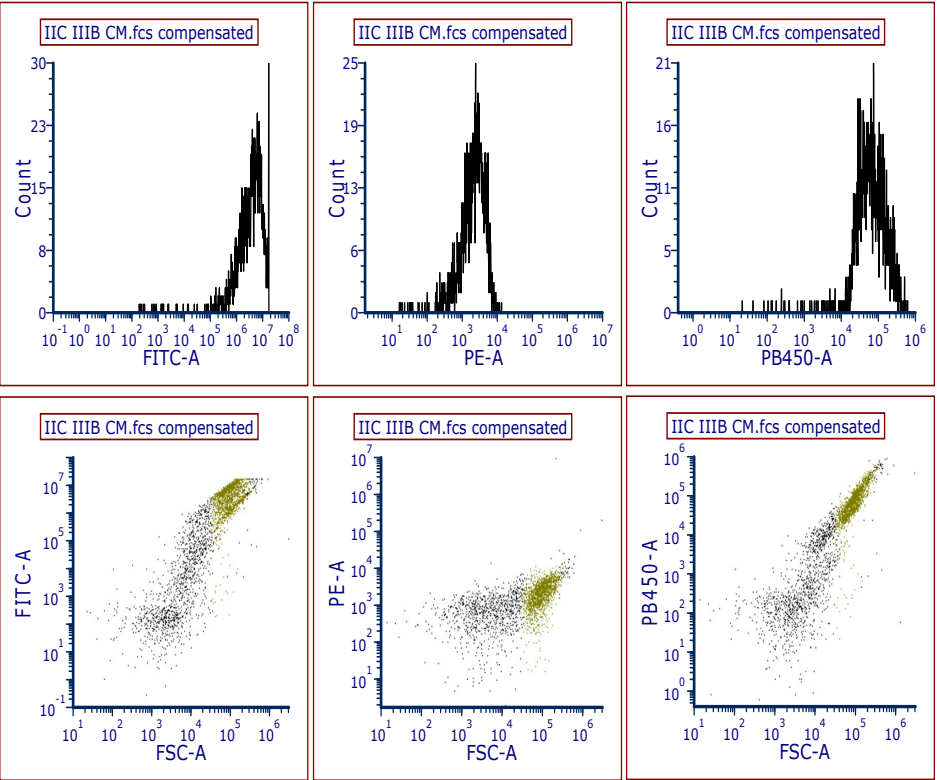 IIC IIIB CM.fcs compensated
30
23
15
8
0
Count
10^-1 10^0 10^1 10^2 10^3 10^4 10^5 10^6 10^7 10^8
FITC-A
IIC IIIB CM.fcs compensated
25
19
13
6
0
Count
10^1 10^2 10^3 10^4 10^5 10^6 10^7
PE-A
IIC IIIB CM.fcs compensated
21
16
11
5
0
Count
10^0 10^1 10^2 10^3 10^4 10^5 10^6
PB450-A
IIC IIIB CM.fcs compensated
10^7
10^5
10^3
10^1
10^-1
FITC-A
10^1 10^2 10^3 10^4 10^5 10^6
FSC-A
IIC IIIB CM.fcs compensated
10^7
10^6
10^5
10^4
10^3
10^2
10^1
PE-A
10^1 10^2 10^3 10^4 10^5 10^6
FSC-A
IIC IIIB CM.fcs compensated
10^6
10^5
10^4
10^3
10^2
10^1
10^0
PB450-A
10^1 10^2 10^3 10^4 10^5 10^6
FSC-A